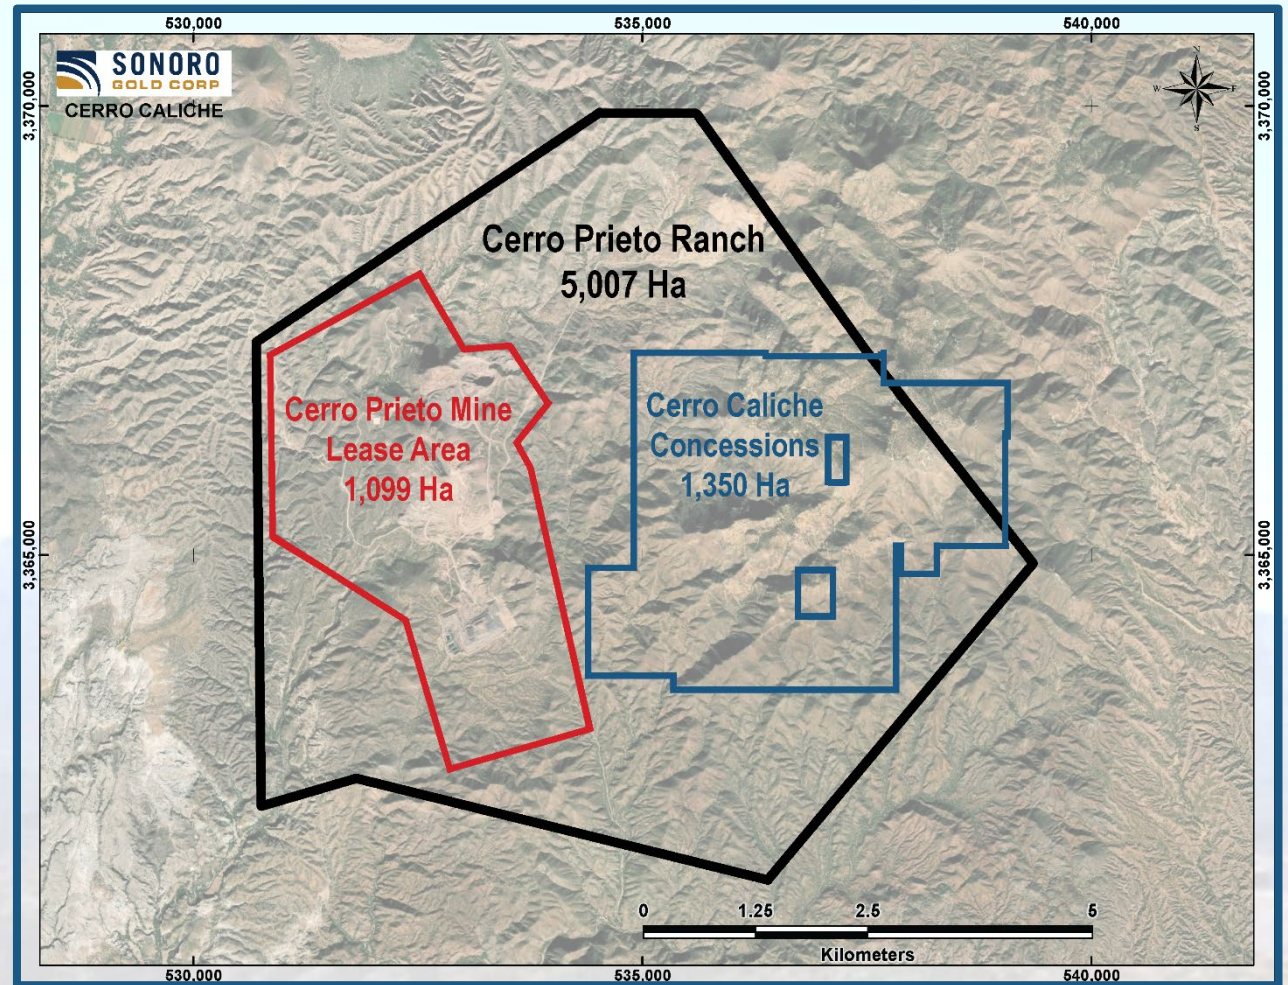 530,000
535,000
540,000
SONORO
GOLD CORP
CERRO CALICHE
N
W
E
S
3,370,000
3,370,000
Cerro Prieto Ranch
5,007 Ha
Cerro Prieto Mine
Lease Area
1,099 Ha
Cerro Caliche
Concessions
1,350 Ha
3,365,000
3,365,000
0
1.25
2.5
5
Kilometers
530,000
535,000
540,000